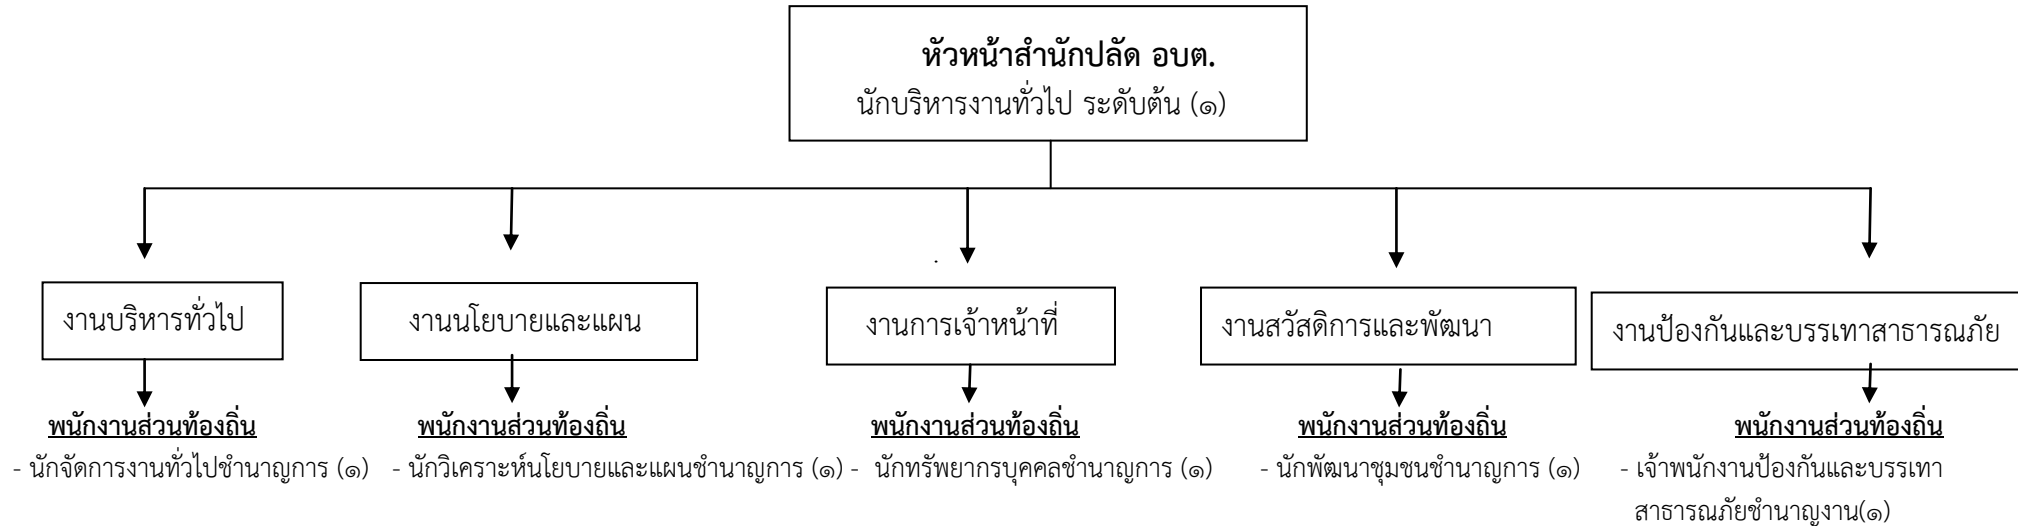 หัวหน้าสำนักปลัด อบต.
นักบริหารงานทั่วไป ระดับต้น (๑)
งานบริหารทั่วไป
งานนโยบายและแผน
งานการเจ้าหน้าที่
งานสวัสดิการและพัฒนา
งานป้องกันและบรรเทาสาธารณภัย
พนักงานส่วนท้องถิ่น
- นักจัดการงานทั่วไปชำนาญการ (๑)
พนักงานส่วนท้องถิ่น
- นักวิเคราะห์นโยบายและแผนชำนาญการ (๑)
พนักงานส่วนท้องถิ่น
- นักทรัพยากรบุคคลชำนาญการ (๑)
พนักงานส่วนท้องถิ่น
- นักพัฒนาชุมชนชำนาญการ (๑)
พนักงานส่วนท้องถิ่น
- เจ้าพนักงานป้องกันและบรรเทา
สาธารณภัยชำนาญงาน(๑)